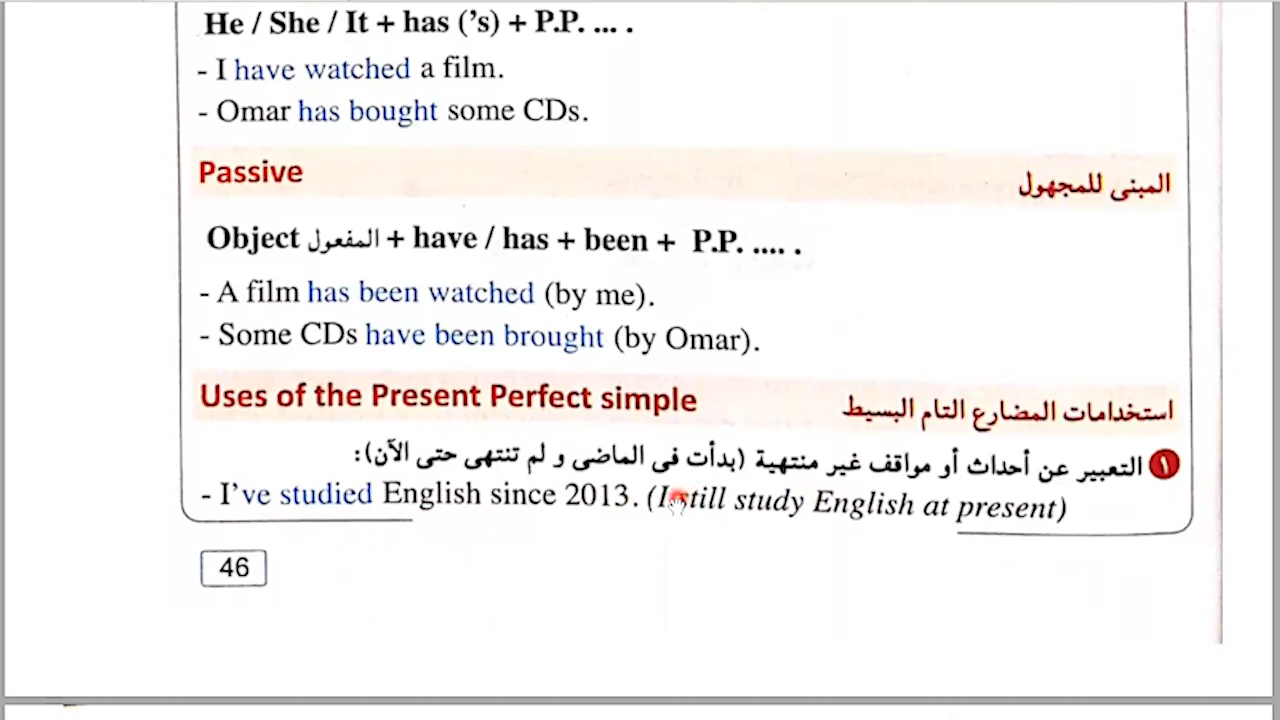 He / She / It + has (’s) + P.P. ... .
- I have watched a film.
- Omar has bought some CDs.
Passive المبنى للمجهول
Object المفعول + have / has + been + P.P. .... .
- A film has been watched (by me).
- Some CDs have been brought (by Omar).
Uses of the Present Perfect simple استخدامات المضارع التام البسيط
١ التعبير عن أحداث أو مواقف غير منتهية (بدأت فى الماضى و لم تنتهى حتى الآن):
- I’ve studied English since 2013. (I still study English at present)
46